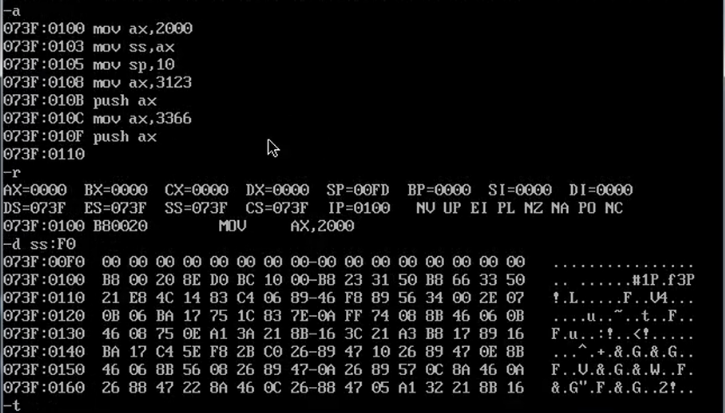 -a
073F:0100 mov ax,2000
073F:0103 mov ss,ax
073F:0105 mov sp,10
073F:0108 mov ax,3123
073F:010B push ax
073F:010C mov ax,3366
073F:010F push ax
073F:0110
-r
AX=0000  BX=0000  CX=0000  DX=0000  SP=00FD  BP=0000  SI=0000  DI=0000
DS=073F  ES=073F  SS=073F  CS=073F  IP=0100   NV UP EI PL NZ NA PO NC
073F:0100 B80020        MOV     AX,2000
-d ss:F0
073F:00F0  00 00 00 00 00 00 00 00-00 00 00 00 00 00 00 00   ................
073F:0100  B8 00 20 8E D0 BC 10 00-B8 23 31 50 B8 66 33 50   .. ......#1P.f3P
073F:0110  21 E8 4C 14 83 C4 06 89-46 F8 89 56 34 00 2E 07   !.L.....F..V4...
073F:0120  0B 06 BA 17 75 1C 83 7E-0A FF 74 08 8B 46 06 0B   ....u..~..t..F..
073F:0130  46 08 75 0E A1 3A 21 8B-16 3C 21 A3 B8 17 89 16   F.u..:!..<!.....
073F:0140  BA 17 C4 5E F8 2B C0 26-89 47 10 26 89 47 0E 8B   ...^.+.&.G.&.G..
073F:0150  46 06 8B 56 08 26 89 47-0A 26 89 57 0C 8A 46 0A   F..V.&.G.&.W..F.
073F:0160  26 88 47 22 8A 46 0C 26-88 47 05 A1 32 21 8B 16   &.G".F.&.G..2!..
-t